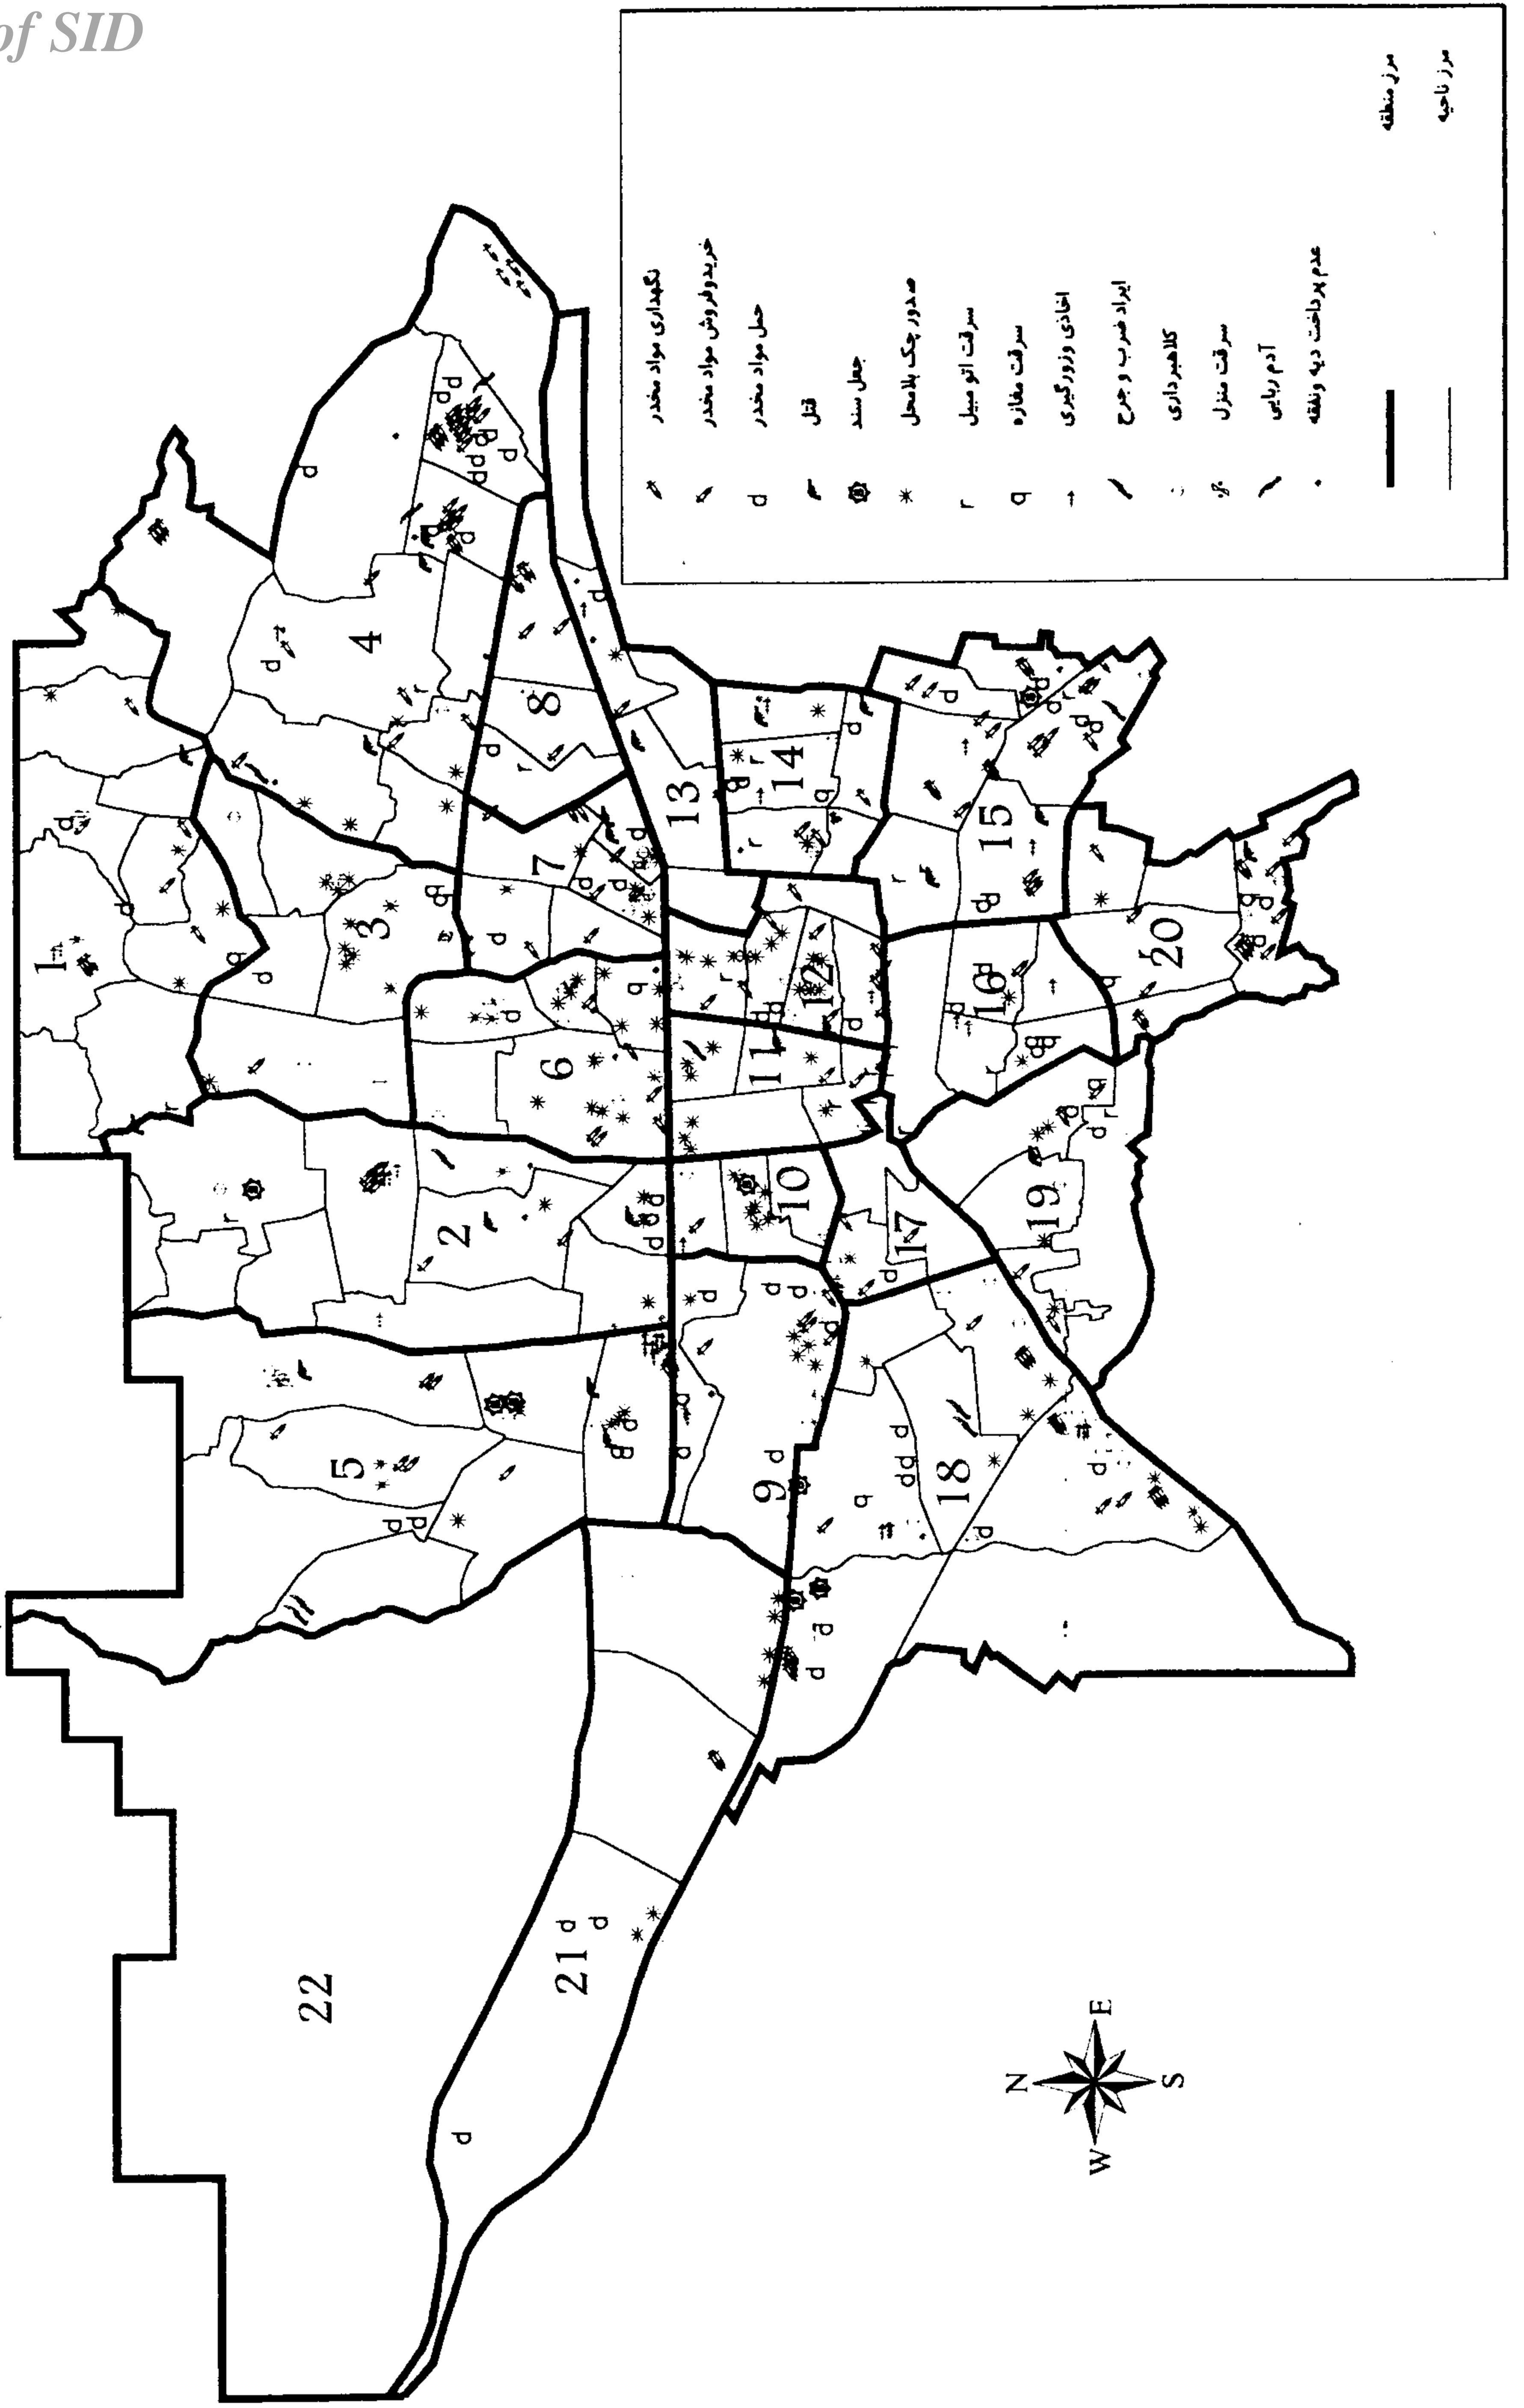 of SID
نگهداری مواد مخدر
خریدوفروش مواد مخدر
d حمل مواد مخدر
قتل
جعل سند
صدور چک بلامحل
r سرقت اتو مبیل
q سرقت مغازه
اخاذی وزورگیری
ایراد ضرب و جرح
کلاهبرداری
سرقت منزل
آدم ربایی
عدم پرداخت دیه ونفقه
مرز منطقه
مرز ناحیه
1
2
3
4
5
6
7
8
9
10
11
12
13
14
15
16
17
18
19
20
21
22
N
E
S
W